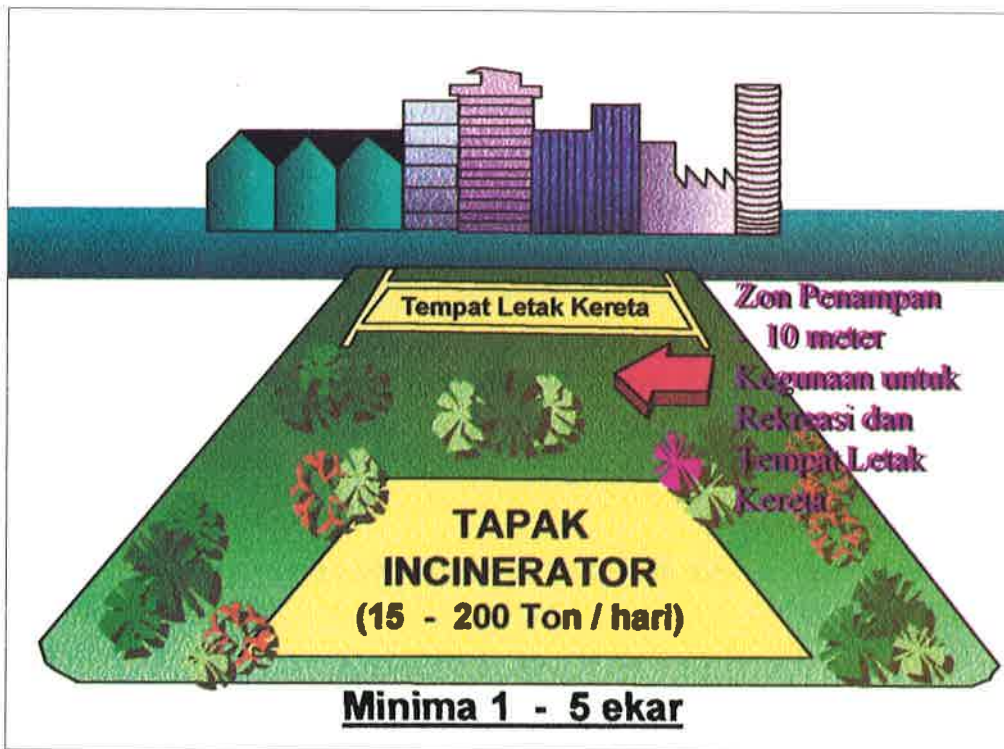 Tempat Letak Kereta
Zon Penampan
- 10 meter
Kegunaan untuk
Rekreasi dan
Tempat Letak
Kereta
TAPAK
INCINERATOR
(15 - 200 Ton / hari)
Minima 1 - 5 ekar